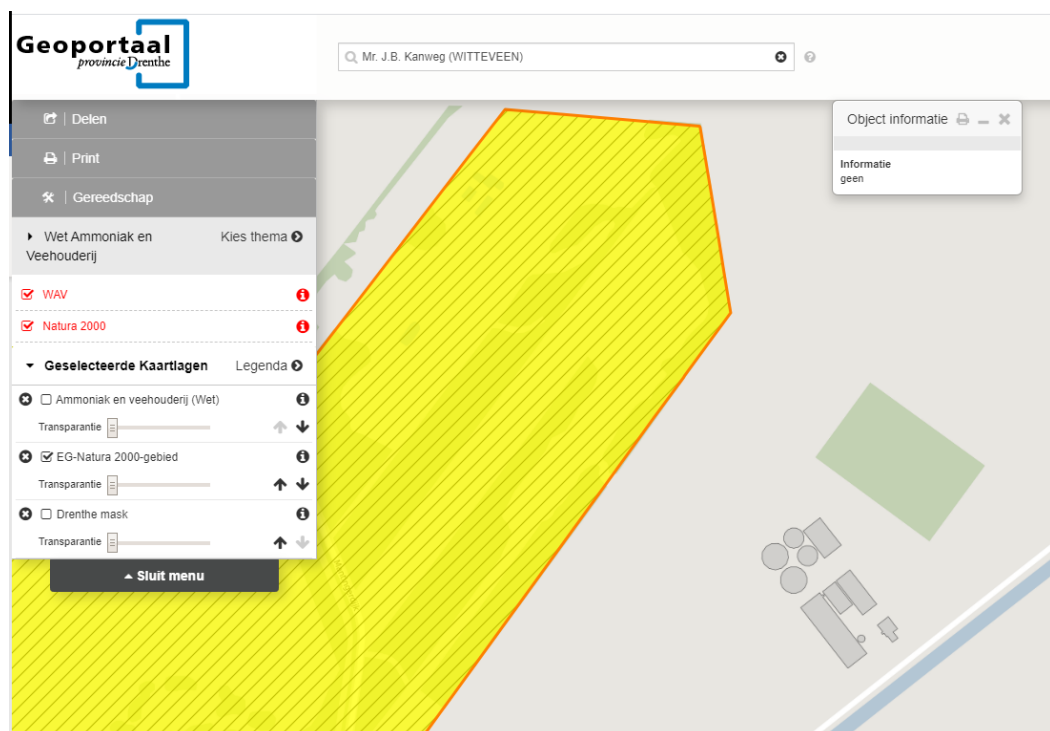 Geoportaal
provincie Drenthe
Mr. J.B. Kanweg (WITTEVEEN)
Delen
Print
Gereedschap
Wet Ammoniak en Veehouderij
Kies thema
WAV
Natura 2000
Geselecteerde Kaartlagen
Legenda
Ammoniak en veehouderij (Wet)
Transparantie
EG-Natura 2000-gebied
Transparantie
Drenthe mask
Transparantie
Sluit menu
Object informatie
Informatie
geen